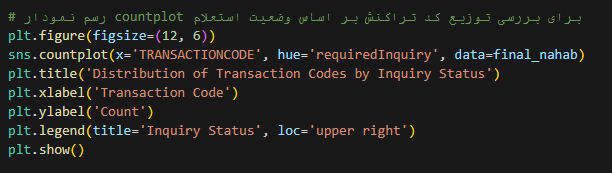 # رسم نمودار countplot برای بررسی توزیع کد تراکنش بر اساس وضعیت استعلام
plt.figure(figsize=(12, 6))
sns.countplot(x='TRANSACTIONCODE', hue='requiredInquiry', data=final_nahab)
plt.title('Distribution of Transaction Codes by Inquiry Status')
plt.xlabel('Transaction Code')
plt.ylabel('Count')
plt.legend(title='Inquiry Status', loc='upper right')
plt.show()